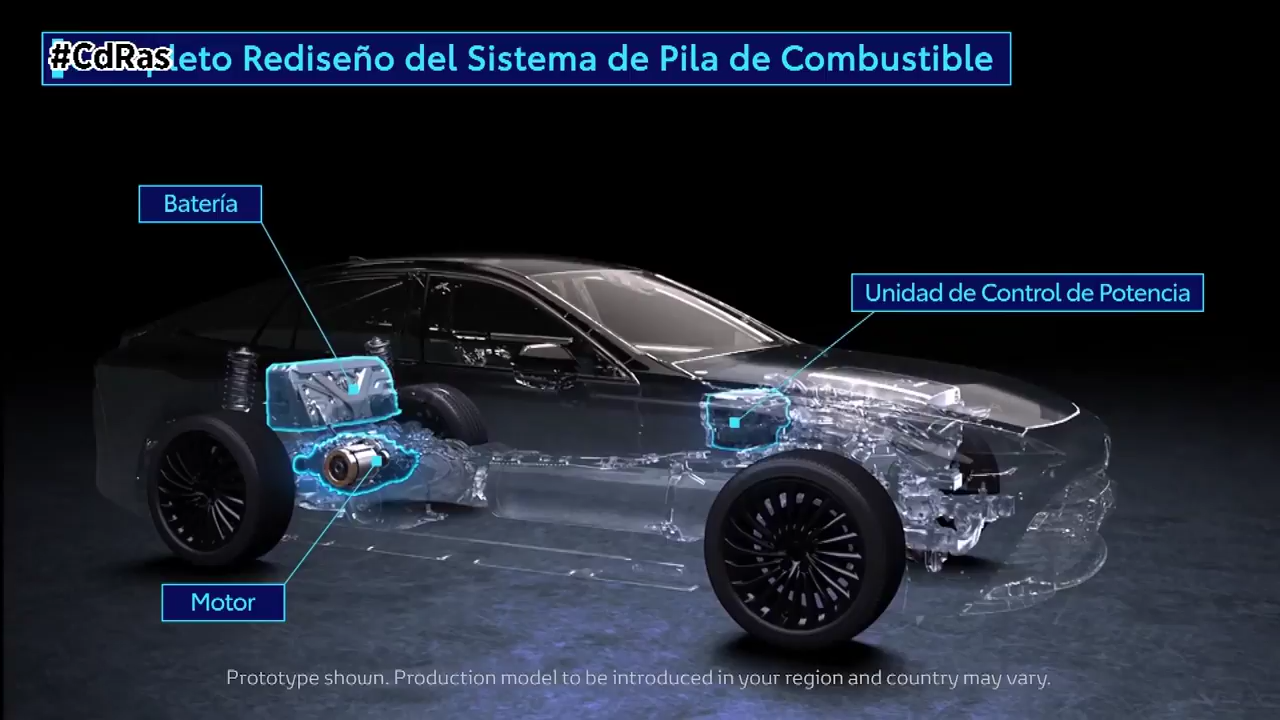 #CdRas
leto Rediseño del Sistema de Pila de Combustible
Batería
Unidad de Control de Potencia
Motor
Prototype shown. Production model to be introduced in your region and country may vary.